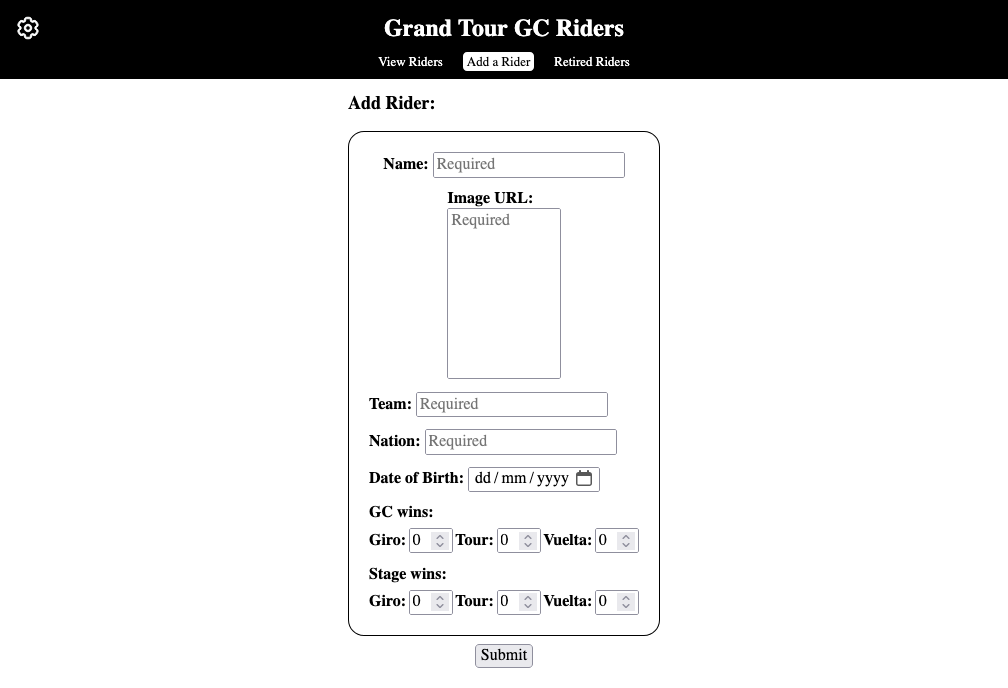 Grand Tour GC Riders
View Riders Add a Rider Retired Riders
Add Rider:
Name: Required
Image URL:
Required
Team: Required
Nation: Required
Date of Birth: dd/mm/yyyy
GC wins:
Giro: 0 Tour: 0 Vuelta: 0
Stage wins:
Giro: 0 Tour: 0 Vuelta: 0
Submit